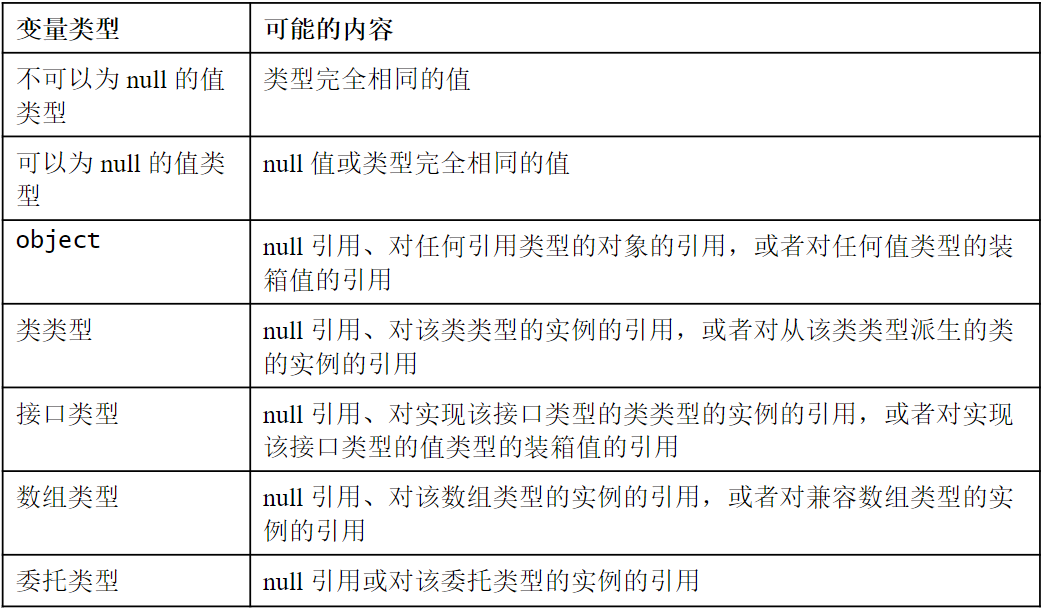 变量类型
可能的内容
不可以为 null 的值
类型
类型完全相同的值
可以为 null 的值类
型
null 值或类型完全相同的值
object
null 引用、对任何引用类型的对象的引用，或者对任何值类型的装
箱值的引用
类类型
null 引用、对该类类型的实例的引用，或者对从该类类型派生的类
的实例的引用
接口类型
null 引用、对实现该接口类型的类类型的实例的引用，或者对实现
该接口类型的值类型的装箱值的引用
数组类型
null 引用、对该数组类型的实例的引用，或者对兼容数组类型的实
例的引用
委托类型
null 引用或对该委托类型的实例的引用